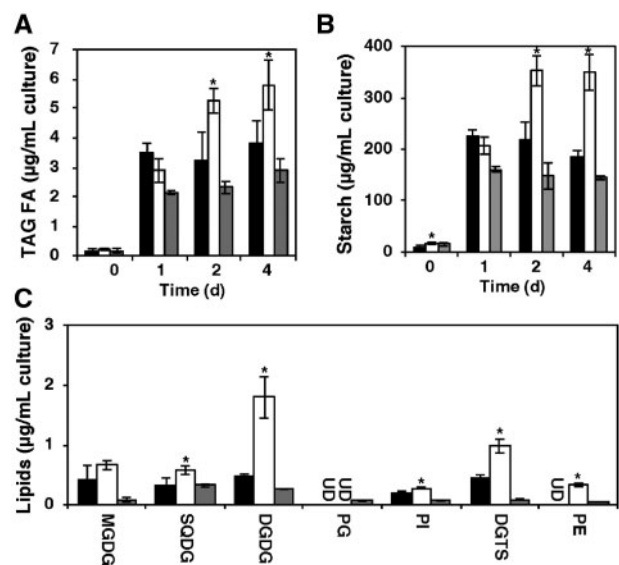 A
TAG FA (µg/mL culture)
7
6
5
4
3
2
1
0
* *
0 1 2 4
Time (d)
B
Starch (µg/mL culture)
400
300
200
100
0
* * *
0 1 2 4
Time (d)
C
Lipids (µg/mL culture)
3
2
1
0
* * * * *
UD UD UD
MGDG SQDG DGDG PG PI DGTS PE